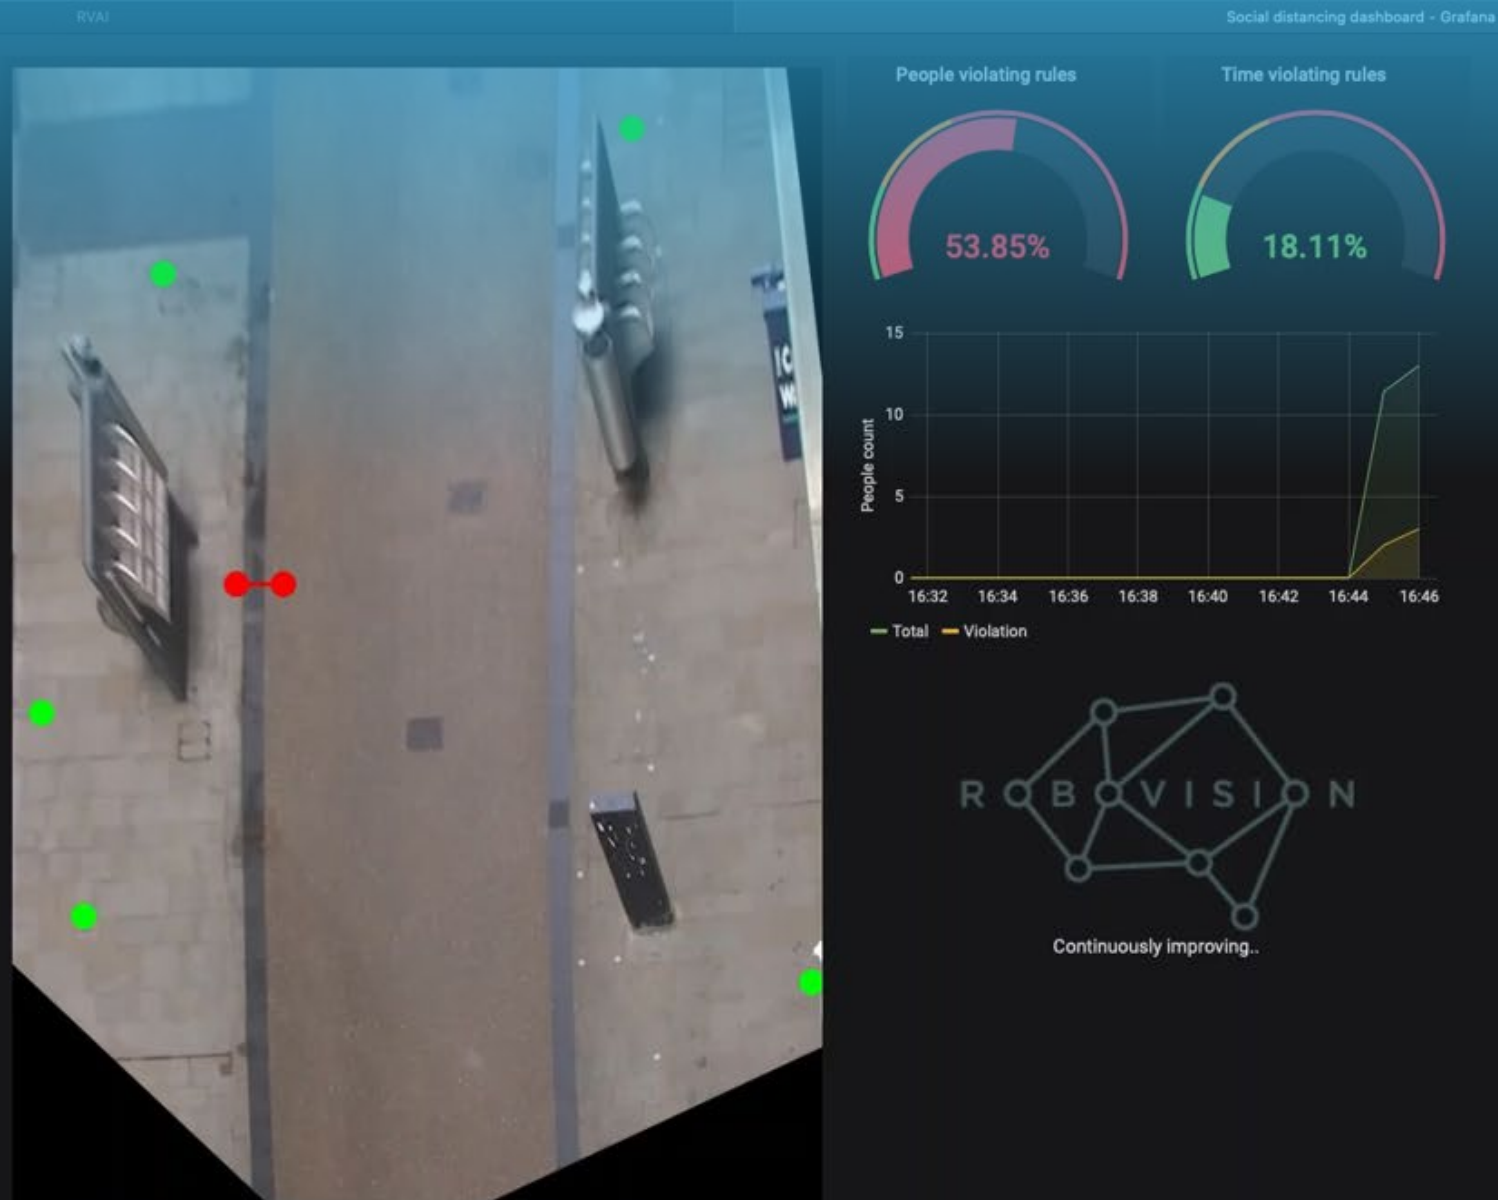 RVAI
Social distancing dashboard - Grafana
People violating rules
Time violating rules
53.85%
18.11%
15
10
5
0
People count
16:32 16:34 16:36 16:38 16:40 16:42 16:44 16:46
Total Violation
ROBOVISION
Continuously improving..